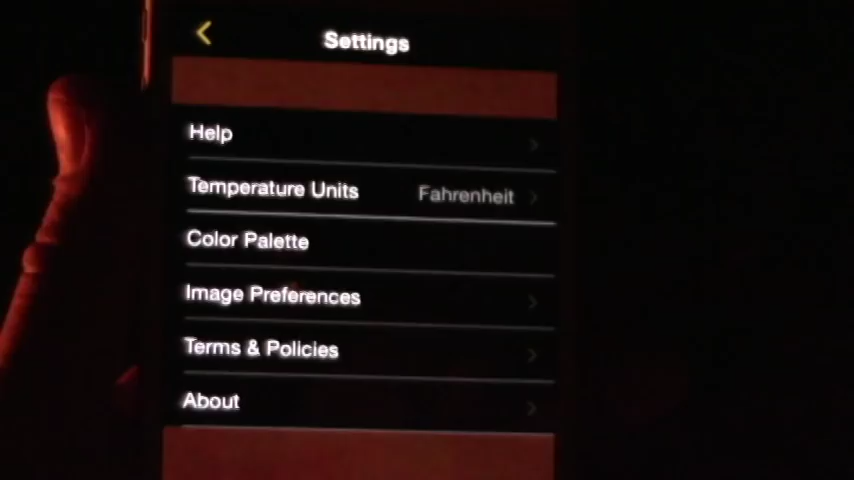 Settings
Help
Temperature Units Fahrenheit
Color Palette
Image Preferences
Terms & Policies
About